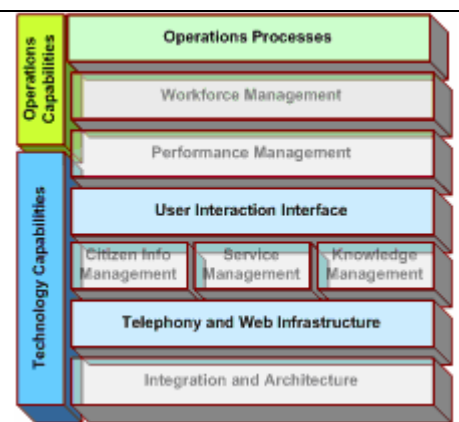 Operations
Capabilities
Operations Processes
Workforce Management
Performance Management
Technology Capabilities
User Interaction Interface
Citizen Info
Management
Service
Management
Knowledge
Management
Telephony and Web Infrastructure
Integration and Architecture